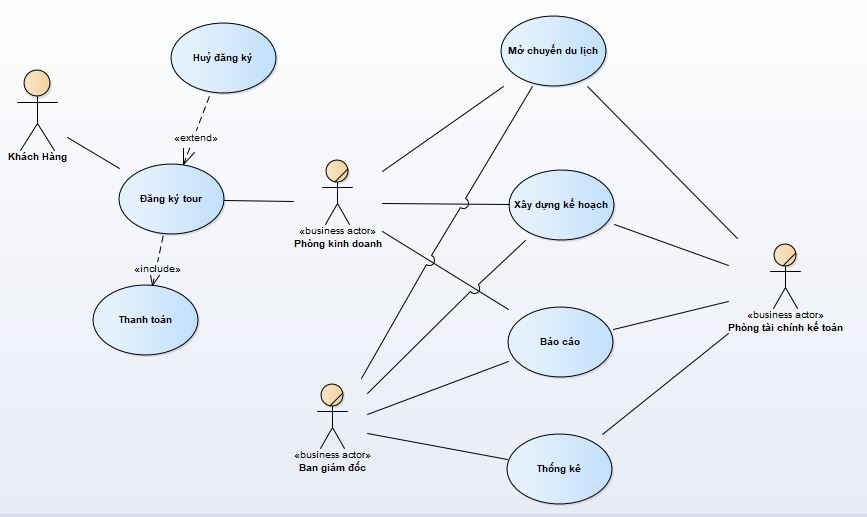 Huỷ đăng ký
Mở chuyến du lịch
Khách Hàng
«extend»
Đăng ký tour
Xây dựng kế hoạch
«business actor»
Phòng kinh doanh
«include»
Thanh toán
«business actor»
Phòng tài chính kế toán
Báo cáo
«business actor»
Ban giám đốc
Thống kê